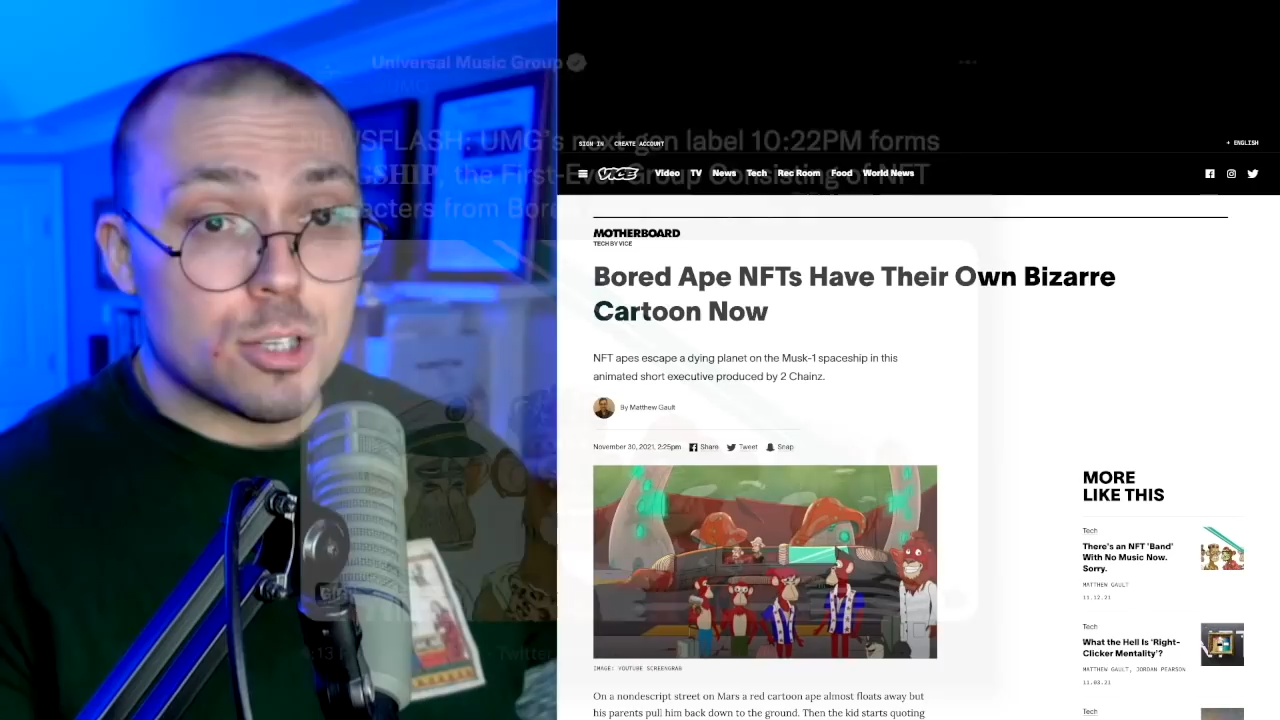 Universal Music Group
NEWSFLASH: UMG's next-gen label 10:22PM forms
SHIP, the First-Ever Group Consisting of NFT
SIGN IN CREATE ACCOUNT
+ ENGLISH
VICE Video TV News Tech Rec Room Food World News
MOTHERBOARD
TECH BY VICE
Bored Ape NFTs Have Their Own Bizarre
Cartoon Now
NFT apes escape a dying planet on the Musk-1 spaceship in this
animated short executive produced by 2 Chainz.
By Matthew Gault
November 30, 2021, 2:25pm Share Tweet Snap
IMAGE: YOUTUBE SCREENGRAB
On a nondescript street on Mars a red cartoon ape almost floats away but
his parents pull him back down to the ground. Then the kid starts quoting
MORE
LIKE THIS
Tech
There's an NFT 'Band'
With No Music Now.
Sorry.
MATTHEW GAULT
11.12.21
Tech
What the Hell Is 'Right-
Clicker Mentality'?
MATTHEW GAULT, JORDAN PEARSON
11.03.21
Tech